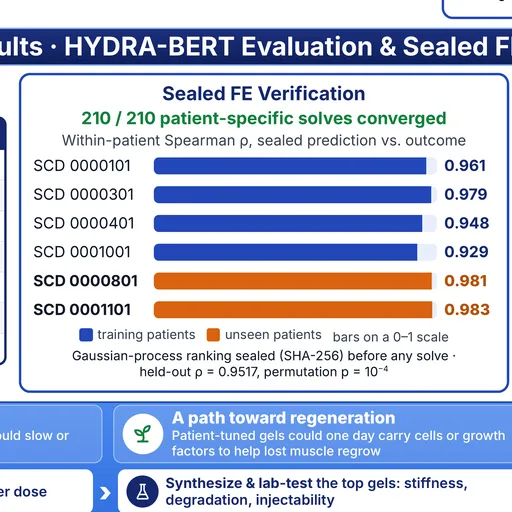 ults · HYDRA-BERT Evaluation & Sealed F
Sealed FE Verification
210 / 210 patient-specific solves converged
Within-patient Spearman ρ, sealed prediction vs. outcome
SCD 0000101 0.961
SCD 0000301 0.979
SCD 0000401 0.948
SCD 0001001 0.929
SCD 0000801 0.981
SCD 0001101 0.983
training patients unseen patients bars on a 0–1 scale
Gaussian-process ranking sealed (SHA-256) before any solve ·
held-out ρ = 0.9517, permutation p = 10⁻⁴
A path toward regeneration
ould slow or
Patient-tuned gels could one day carry cells or growth
factors to help lost muscle regrow
er dose
Synthesize & lab-test the top gels: stiffness,
degradation, injectability